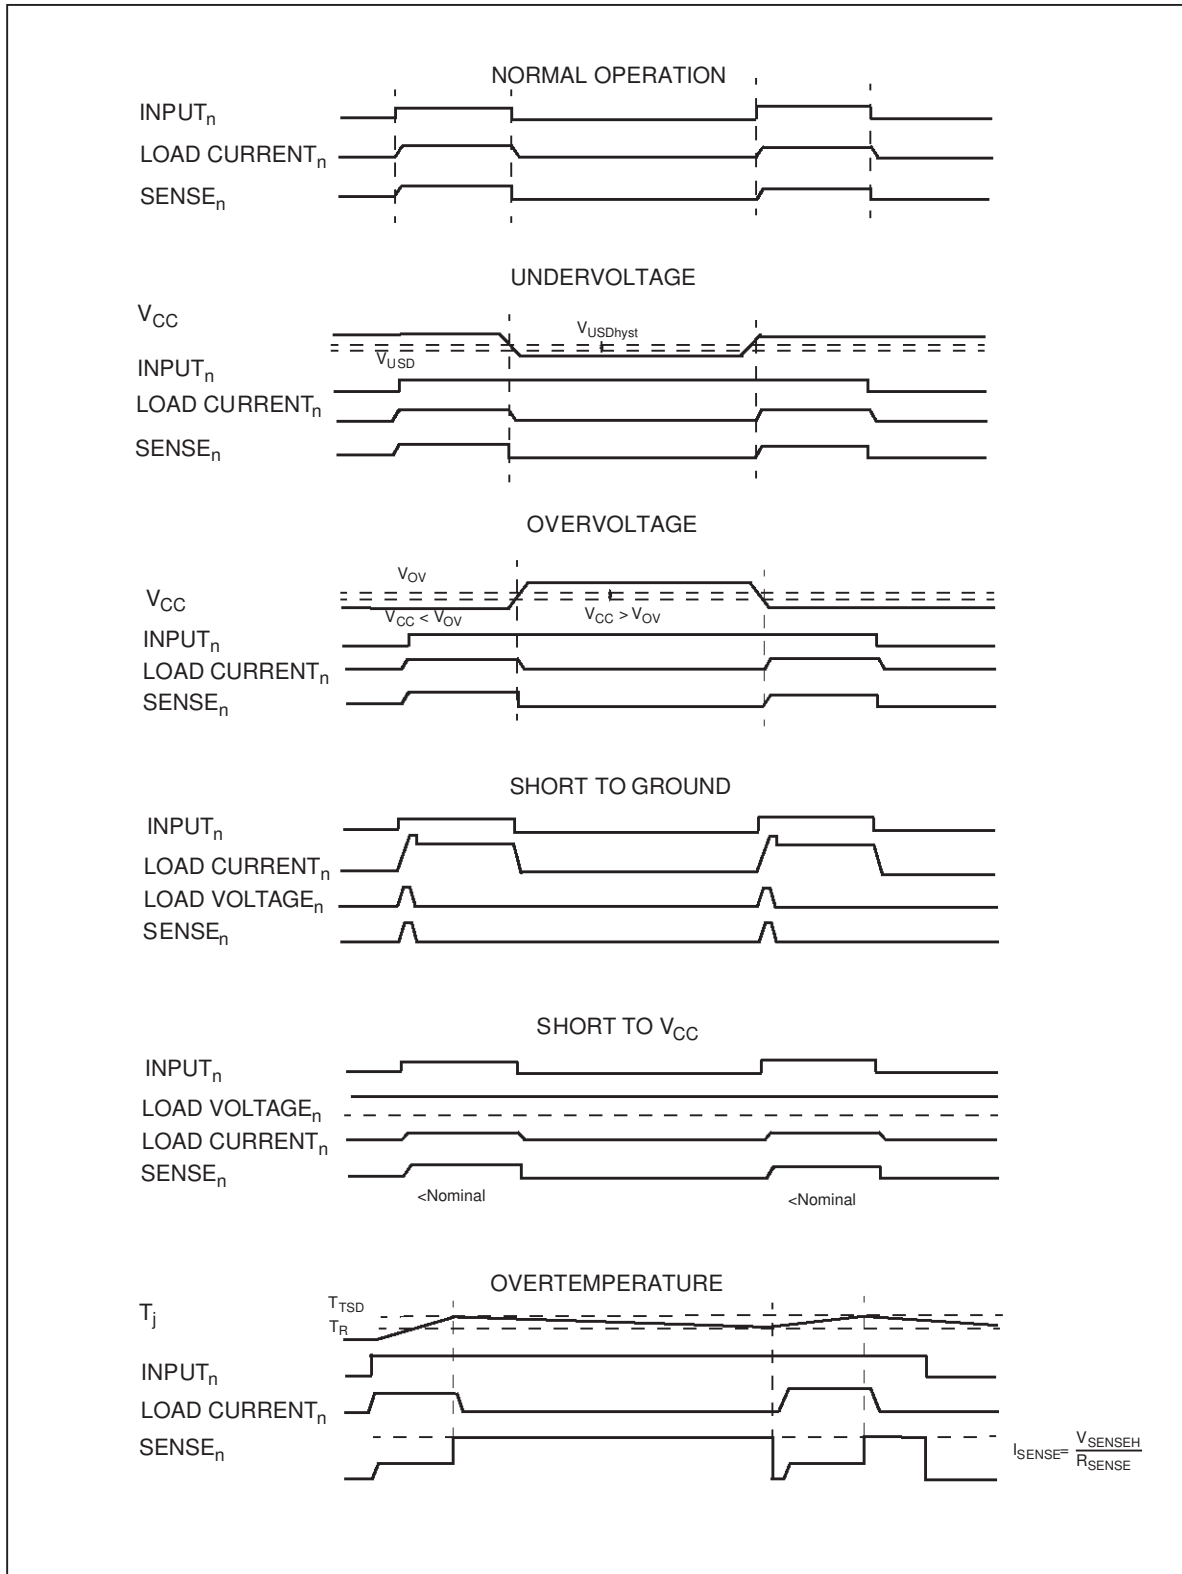 NORMAL OPERATION
INPUTn
LOAD CURRENTn
SENSEn
UNDERVOLTAGE
VCC
VUSDhyst
VUSD
INPUTn
LOAD CURRENTn
SENSEn
OVERVOLTAGE
VOV
VCC
VCC < VOV
VCC > VOV
INPUTn
LOAD CURRENTn
SENSEn
SHORT TO GROUND
INPUTn
LOAD CURRENTn
LOAD VOLTAGEn
SENSEn
SHORT TO VCC
INPUTn
LOAD VOLTAGEn
LOAD CURRENTn
SENSEn
<Nominal
<Nominal
OVERTEMPERATURE
Tj
TTSD
TR
INPUTn
LOAD CURRENTn
SENSEn
ISENSE= VSENSEH
RSENSE